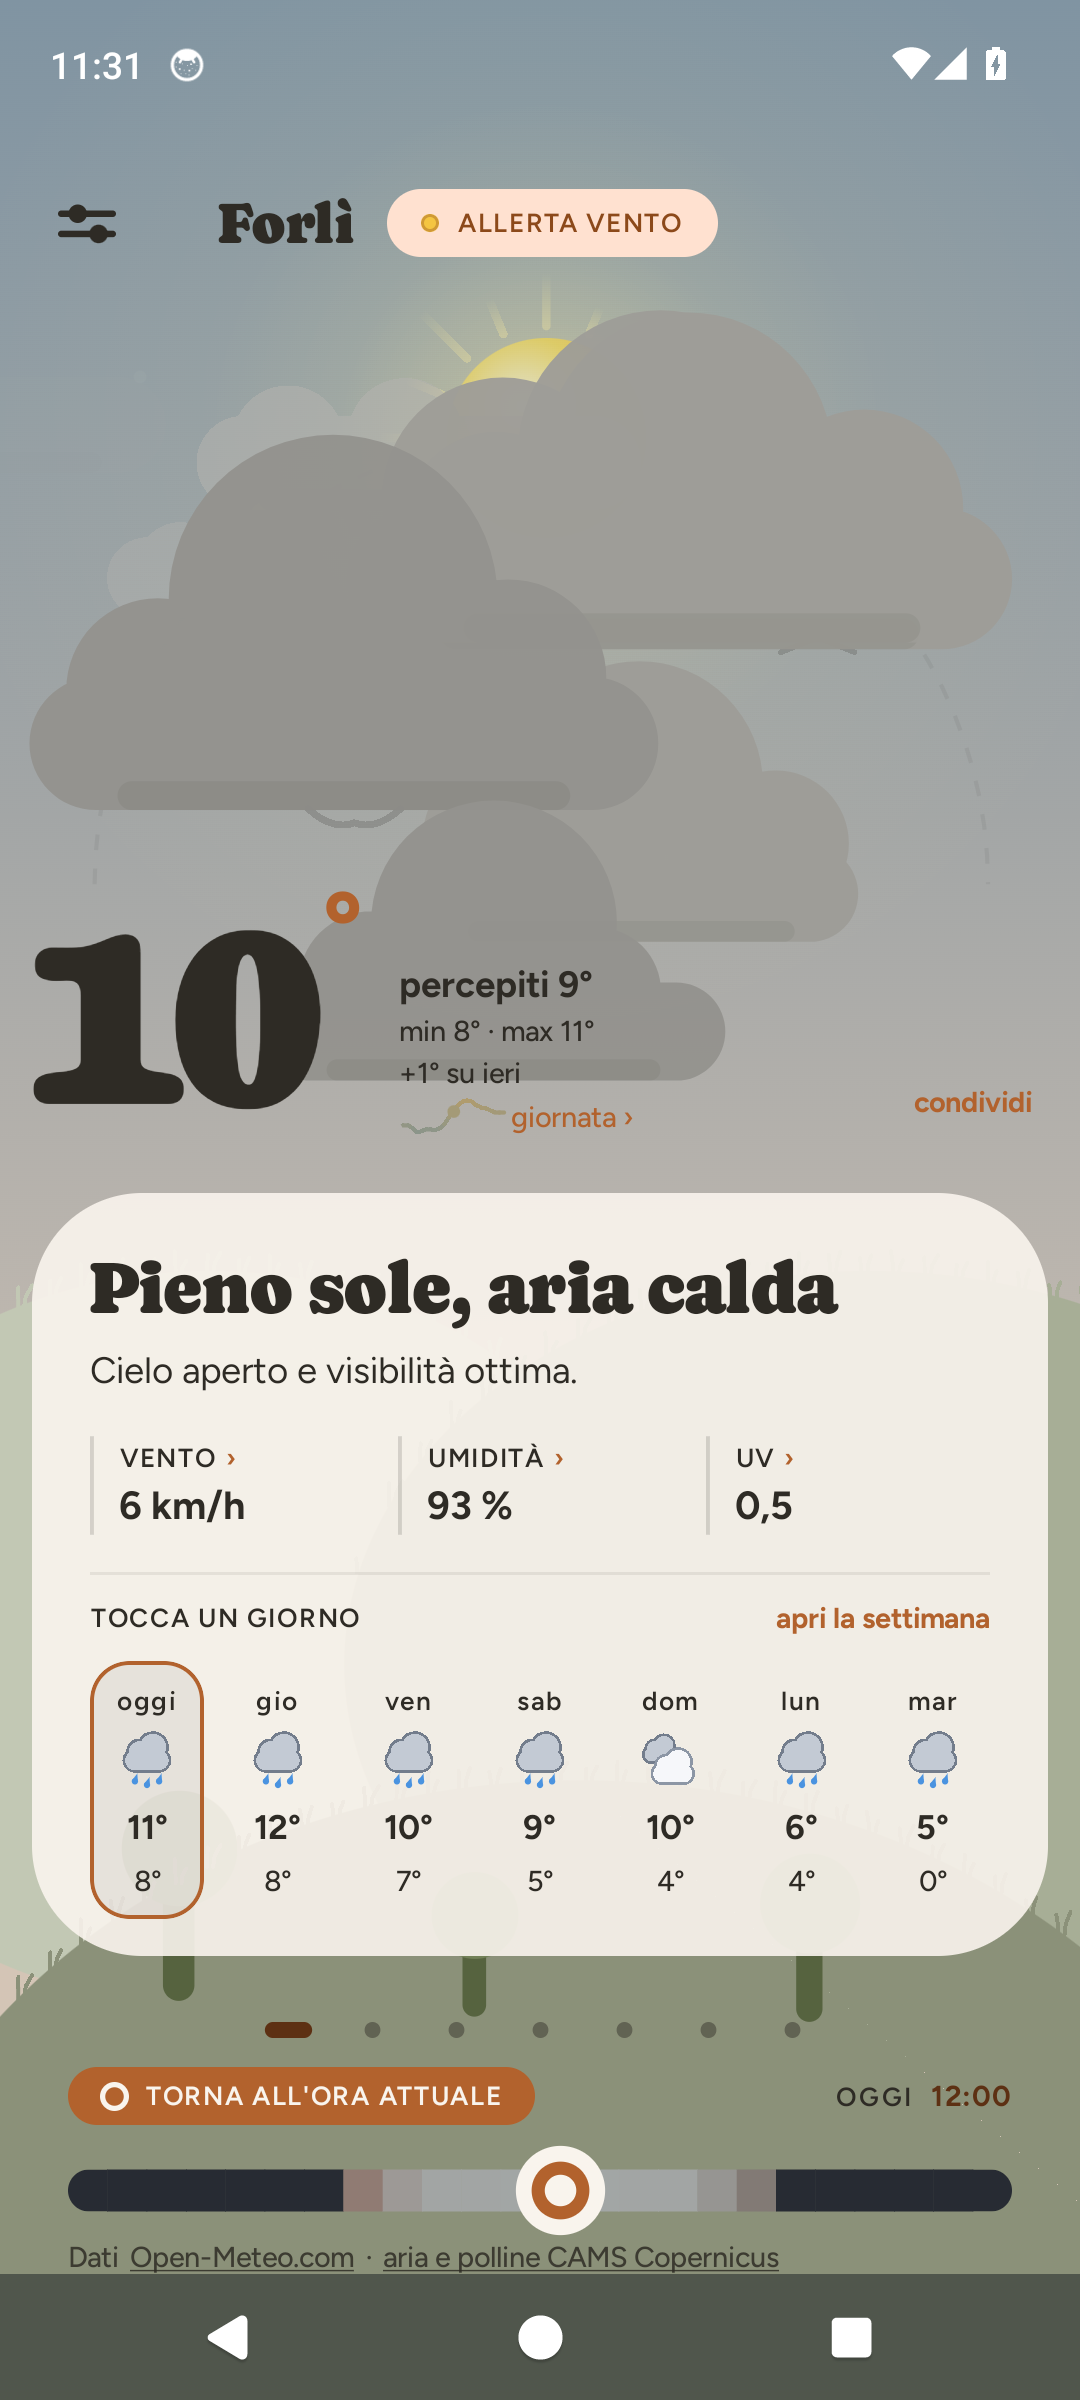 11:31
Forlì
ALLERTA VENTO
10°
percepiti 9°
min 8° · max 11°
+1° su ieri
giornata ›
condividi
Pieno sole, aria calda
Cielo aperto e visibilità ottima.
VENTO › UMIDITÀ › UV ›
6 km/h 93 % 0,5
TOCCA UN GIORNO apri la settimana
oggi gio ven sab dom lun mar
11° 12° 10° 9° 10° 6° 5°
8° 8° 7° 5° 4° 4° 0°
TORNA ALL'ORA ATTUALE OGGI 12:00
Dati Open-Meteo.com · aria e polline CAMS Copernicus